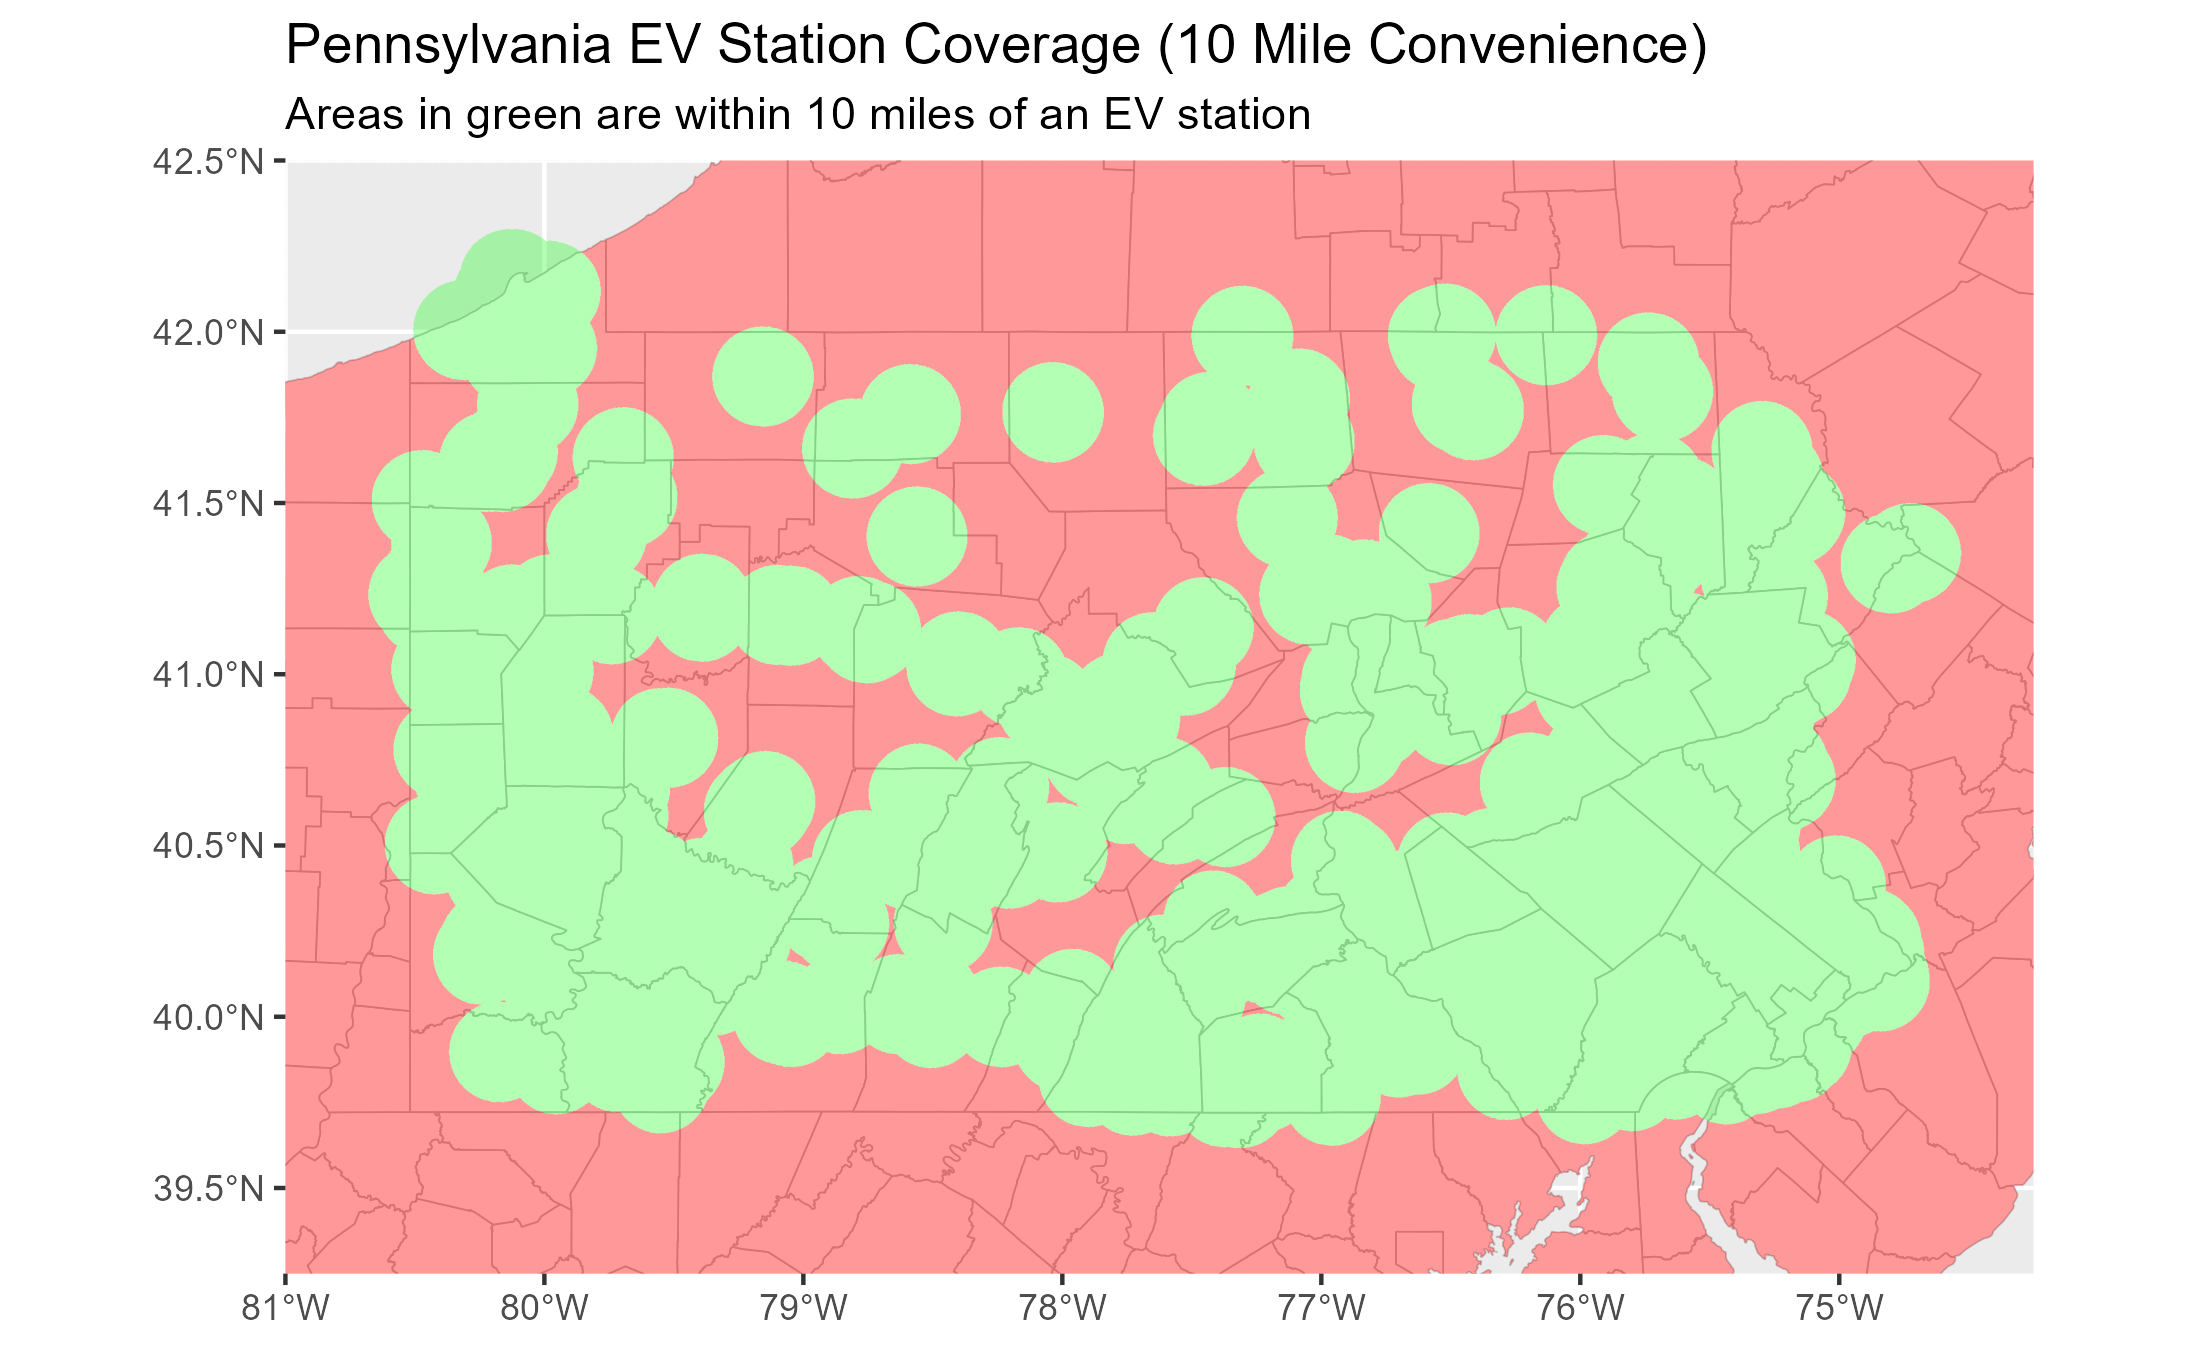 Pennsylvania EV Station Coverage (10 Mile Convenience)
Areas in green are within 10 miles of an EV station
42.5°N
42.0°N
41.5°N
41.0°N
40.5°N
40.0°N
39.5°N
81°W 80°W 79°W 78°W 77°W 76°W 75°W